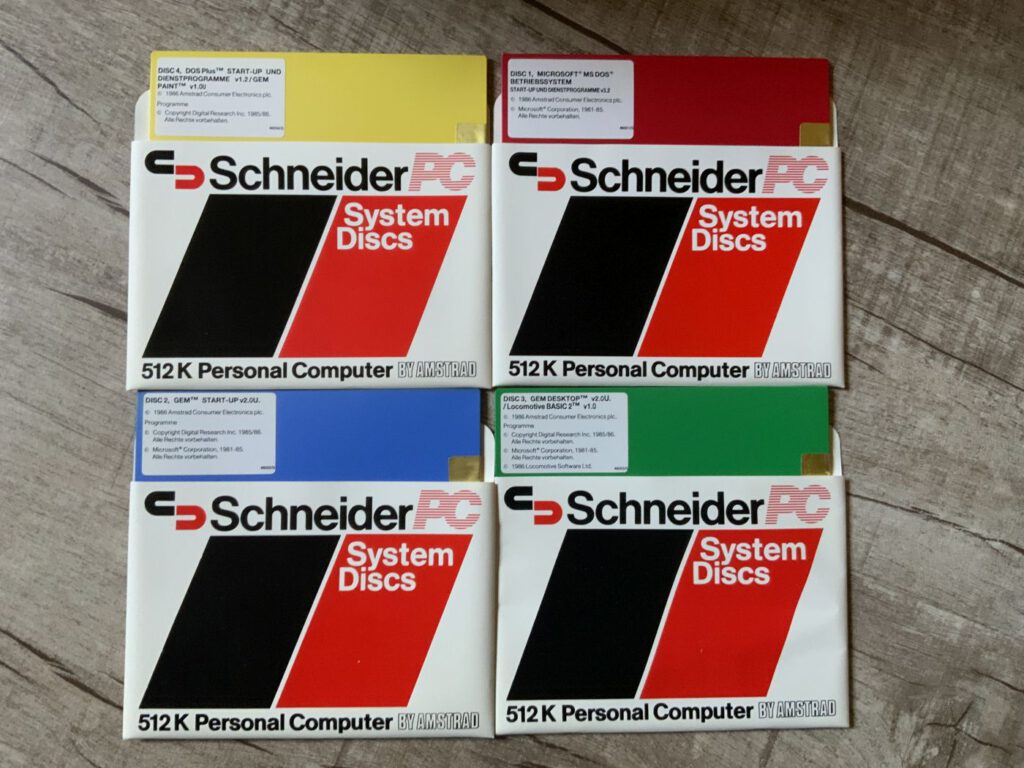 DISC 4, DOS Plus™ START-UP UND
DIENSTPROGRAMME v1.2/GEM
PAINT™ v1.0U
© 1986 Amstrad Consumer Electronics plc.
Programme
© Copyright Digital Research Inc. 1985/86.
Alle Rechte vorbehalten.
Schneider PC
System
Discs
512 K Personal Computer BY AMSTRAD
DISC 1, MICROSOFT® MS DOS®
BETRIEBSSYSTEM
START-UP UND DIENSTPROGRAMME v3.2
© 1986 Amstrad Consumer Electronics plc.
© Microsoft® Corporation, 1981-85.
Alle Rechte vorbehalten.
Schneider PC
System
Discs
512 K Personal Computer BY AMSTRAD
DISC 2, GEM™ START-UP v2.0U.
© 1986 Amstrad Consumer Electronics plc.
Programme
© Copyright Digital Research Inc. 1985/86.
Alle Rechte vorbehalten.
© Microsoft® Corporation, 1981-85.
Alle Rechte vorbehalten.
Schneider PC
System
Discs
512 K Personal Computer BY AMSTRAD
DISC 3, GEM DESKTOP™ v2.0U.
/Locomotive BASIC 2™ v1.0
© 1986 Amstrad Consumer Electronics plc.
Programme
© Copyright Digital Research Inc. 1985/86.
Alle Rechte vorbehalten.
© Microsoft® Corporation, 1981-85.
Alle Rechte vorbehalten.
© 1986 Locomotive Software Ltd.
Schneider PC
System
Discs
512 K Personal Computer BY AMSTRAD